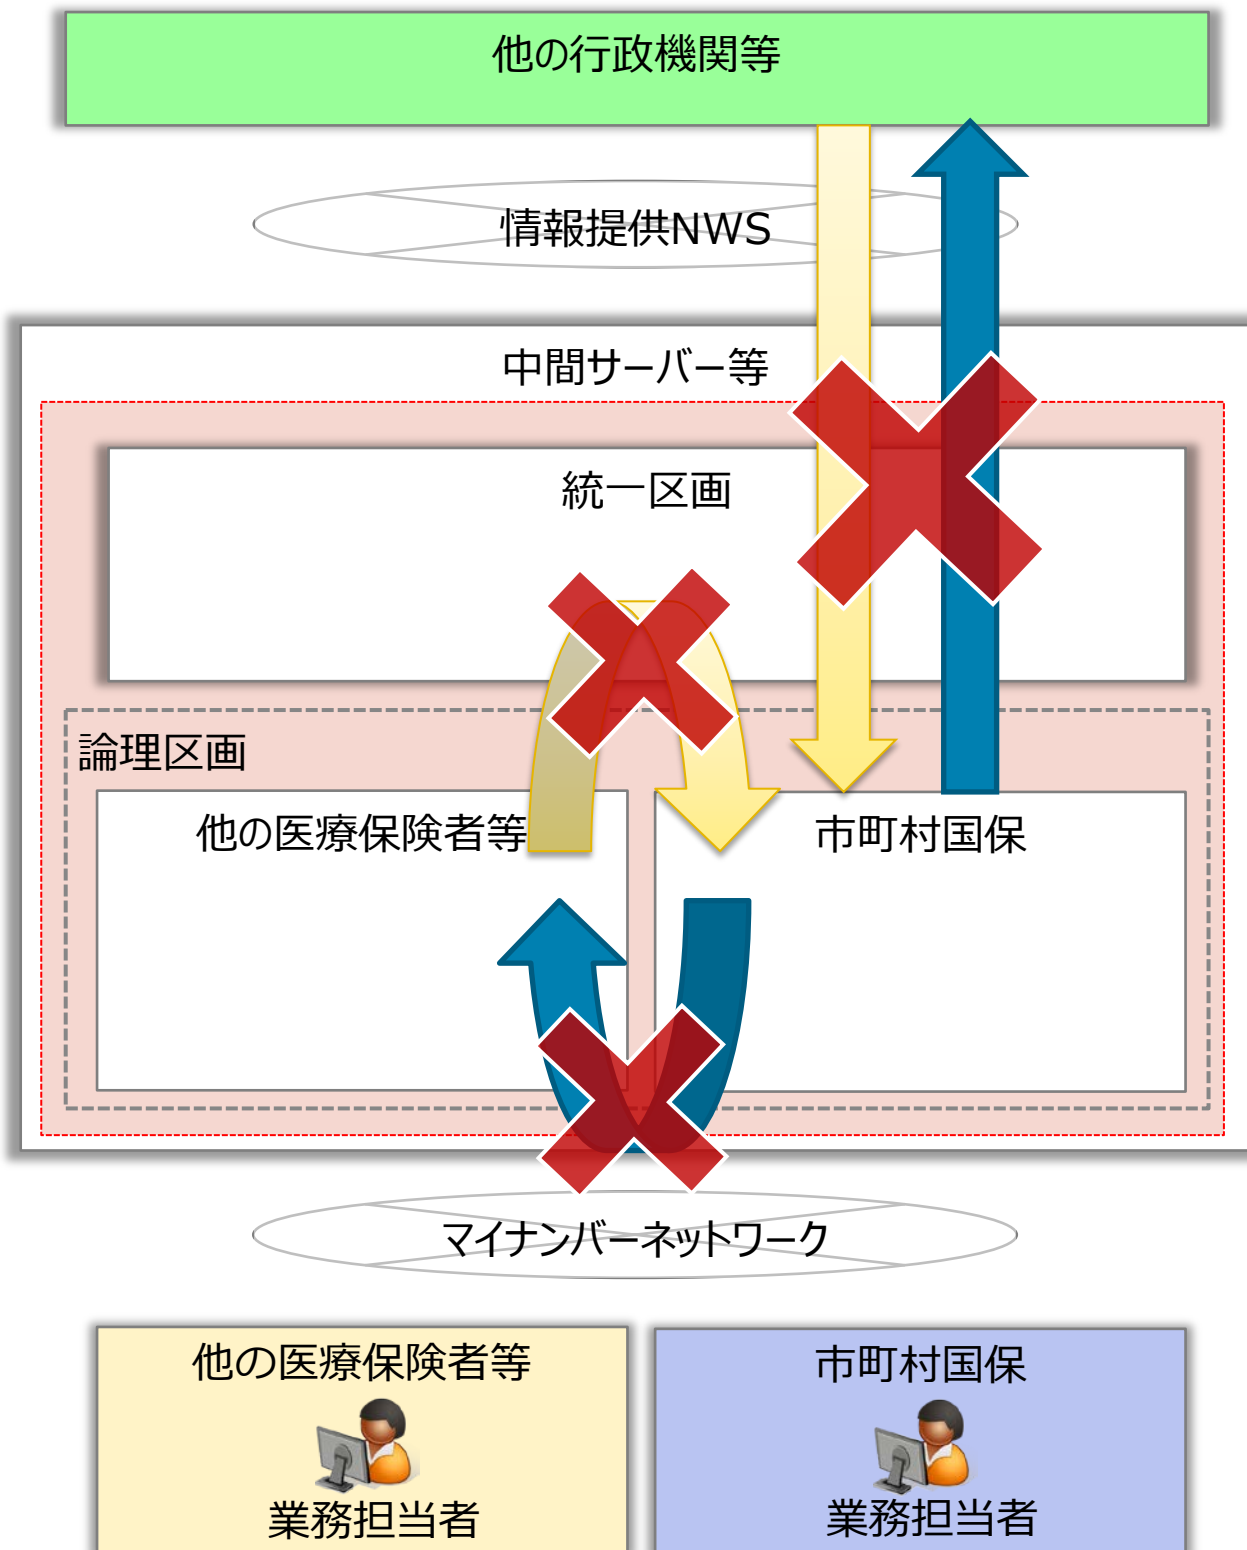 他の行政機関等
情報提供NWS
中間サーバー等
統一区画
論理区画
他の医療保険者等
市町村国保
マイナンバーネットワーク
他の医療保険者等
業務担当者
市町村国保
業務担当者